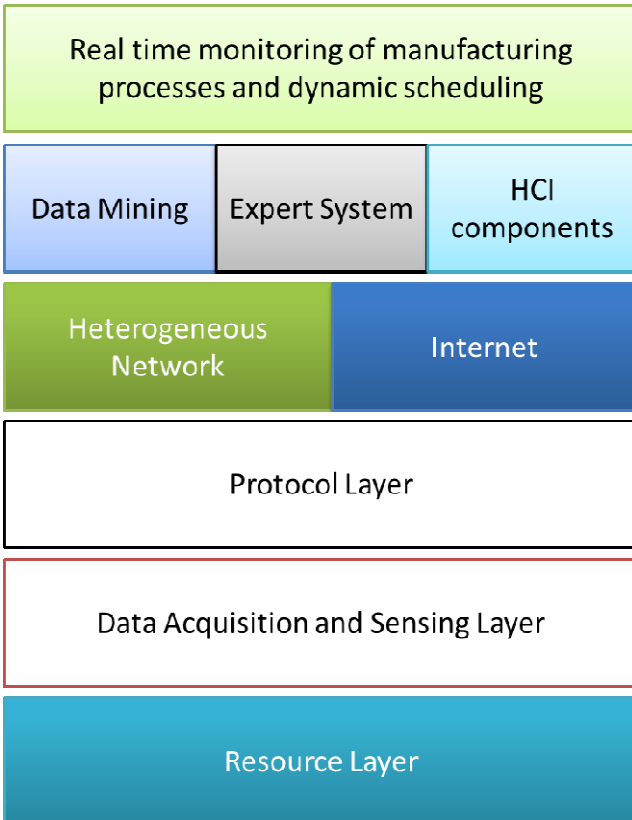 Real time monitoring of manufacturing
processes and dynamic scheduling
Data Mining
Expert System
HCI
components
Heterogeneous
Network
Internet
Protocol Layer
Data Acquisition and Sensing Layer
Resource Layer